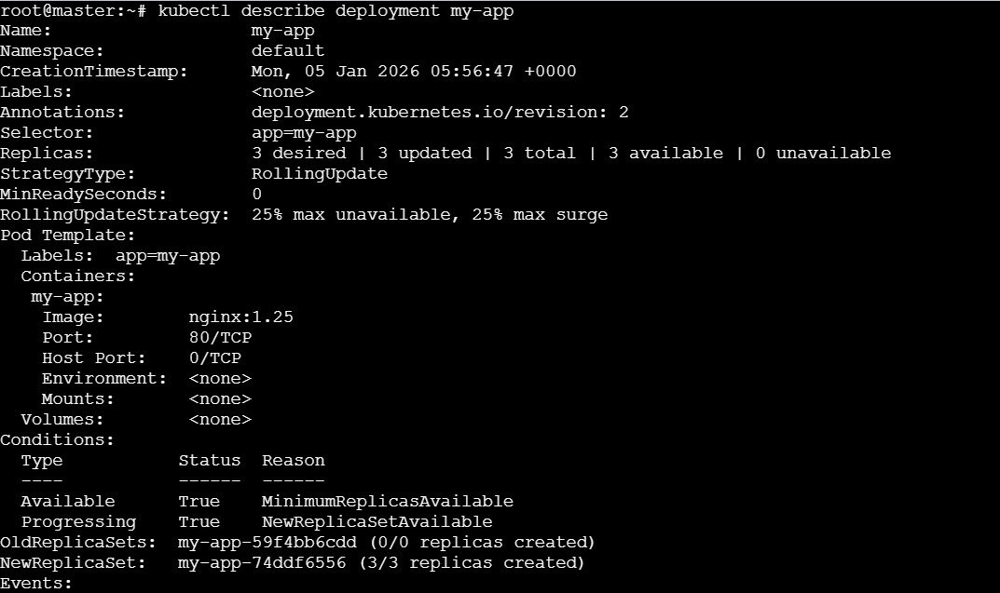 root@master:~# kubectl describe deployment my-app
Name:                   my-app
Namespace:              default
CreationTimestamp:      Mon, 05 Jan 2026 05:56:47 +0000
Labels:                 <none>
Annotations:            deployment.kubernetes.io/revision: 2
Selector:               app=my-app
Replicas:               3 desired | 3 updated | 3 total | 3 available | 0 unavailable
StrategyType:           RollingUpdate
MinReadySeconds:        0
RollingUpdateStrategy:  25% max unavailable, 25% max surge
Pod Template:
  Labels:  app=my-app
  Containers:
   my-app:
    Image:        nginx:1.25
    Port:         80/TCP
    Host Port:    0/TCP
    Environment:  <none>
    Mounts:       <none>
  Volumes:        <none>
Conditions:
  Type           Status  Reason
  ----           ------  ------
  Available      True    MinimumReplicasAvailable
  Progressing    True    NewReplicaSetAvailable
OldReplicaSets:  my-app-59f4bb6cdd (0/0 replicas created)
NewReplicaSet:   my-app-74ddf6556 (3/3 replicas created)
Events: